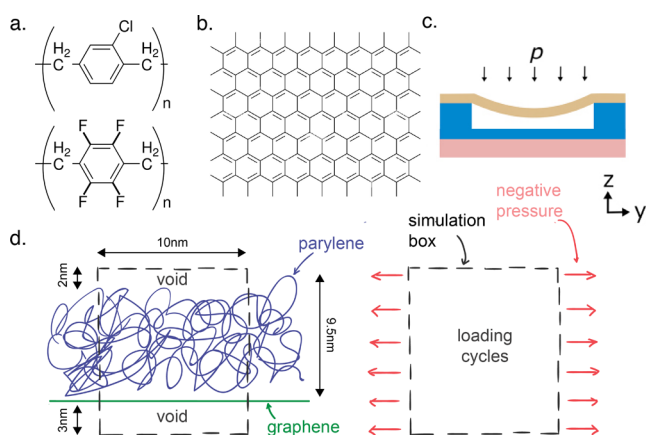 a.
Cl
H2
C
H2
C
n
F
F
H2
C
H2
C
F
F
n
b.
c.
p
z
y
d.
10nm
parylene
2nm
void
9.5nm
3nm
void
graphene
simulation
box
negative
pressure
loading
cycles